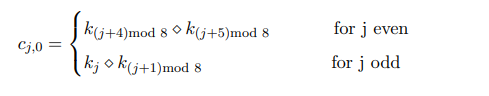 c_{j,0} = { k_{(j+4)mod 8} ⋄ k_{(j+5)mod 8} for j even
k_j ⋄ k_{(j+1)mod 8} for j odd